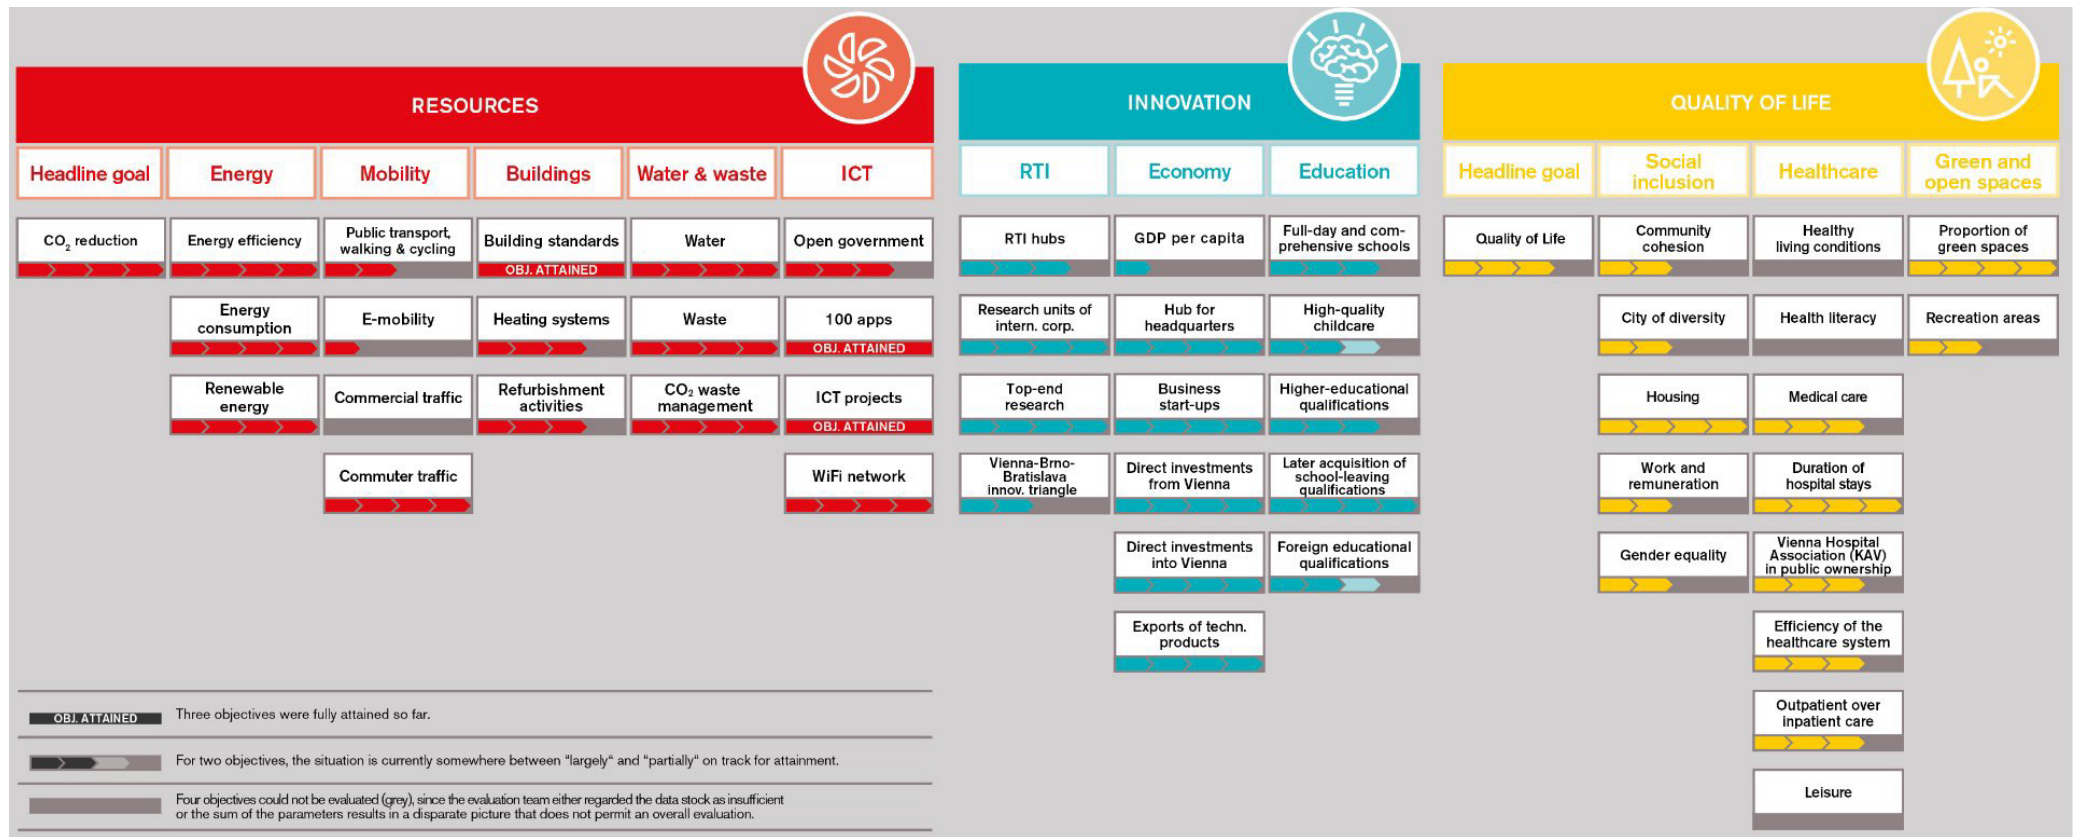 RESOURCES
Headline goal
Energy
Mobility
Buildings
Water & waste
ICT
CO₂ reduction
Energy efficiency
Public transport,
walking & cycling
Building standards
OBJ. ATTAINED
Water
Open government
Energy
consumption
E-mobility
Heating systems
Waste
100 apps
OBJ. ATTAINED
Renewable
energy
Commercial traffic
Refurbishment
activities
CO₂ waste
management
ICT projects
OBJ. ATTAINED
Commuter traffic
WiFi network
INNOVATION
RTI
Economy
Education
RTI hubs
GDP per capita
Full-day and com-
prehensive schools
Research units of
intern. corp.
Hub for
headquarters
High-quality
childcare
Top-end
research
Business
start-ups
Higher-educational
qualifications
Vienna-Brno-
Bratislava
innov. triangle
Direct investments
from Vienna
Later acquisition of
school-leaving
qualifications
Direct investments
into Vienna
Foreign educational
qualifications
Exports of techn.
products
QUALITY OF LIFE
Headline goal
Social
inclusion
Healthcare
Green and
open spaces
Quality of Life
Community
cohesion
Healthy
living conditions
Proportion of
green spaces
City of diversity
Health literacy
Recreation areas
Housing
Medical care
Work and
remuneration
Duration of
hospital stays
Gender equality
Vienna Hospital
Association (KAV)
in public ownership
Efficiency of the
healthcare system
Outpatient over
inpatient care
Leisure
OBJ. ATTAINED
Three objectives were fully attained so far.
For two objectives, the situation is currently somewhere between "largely" and "partially" on track for attainment.
Four objectives could not be evaluated (grey), since the evaluation team either regarded the data stock as insufficient
or the sum of the parameters results in a disparate picture that does not permit an overall evaluation.